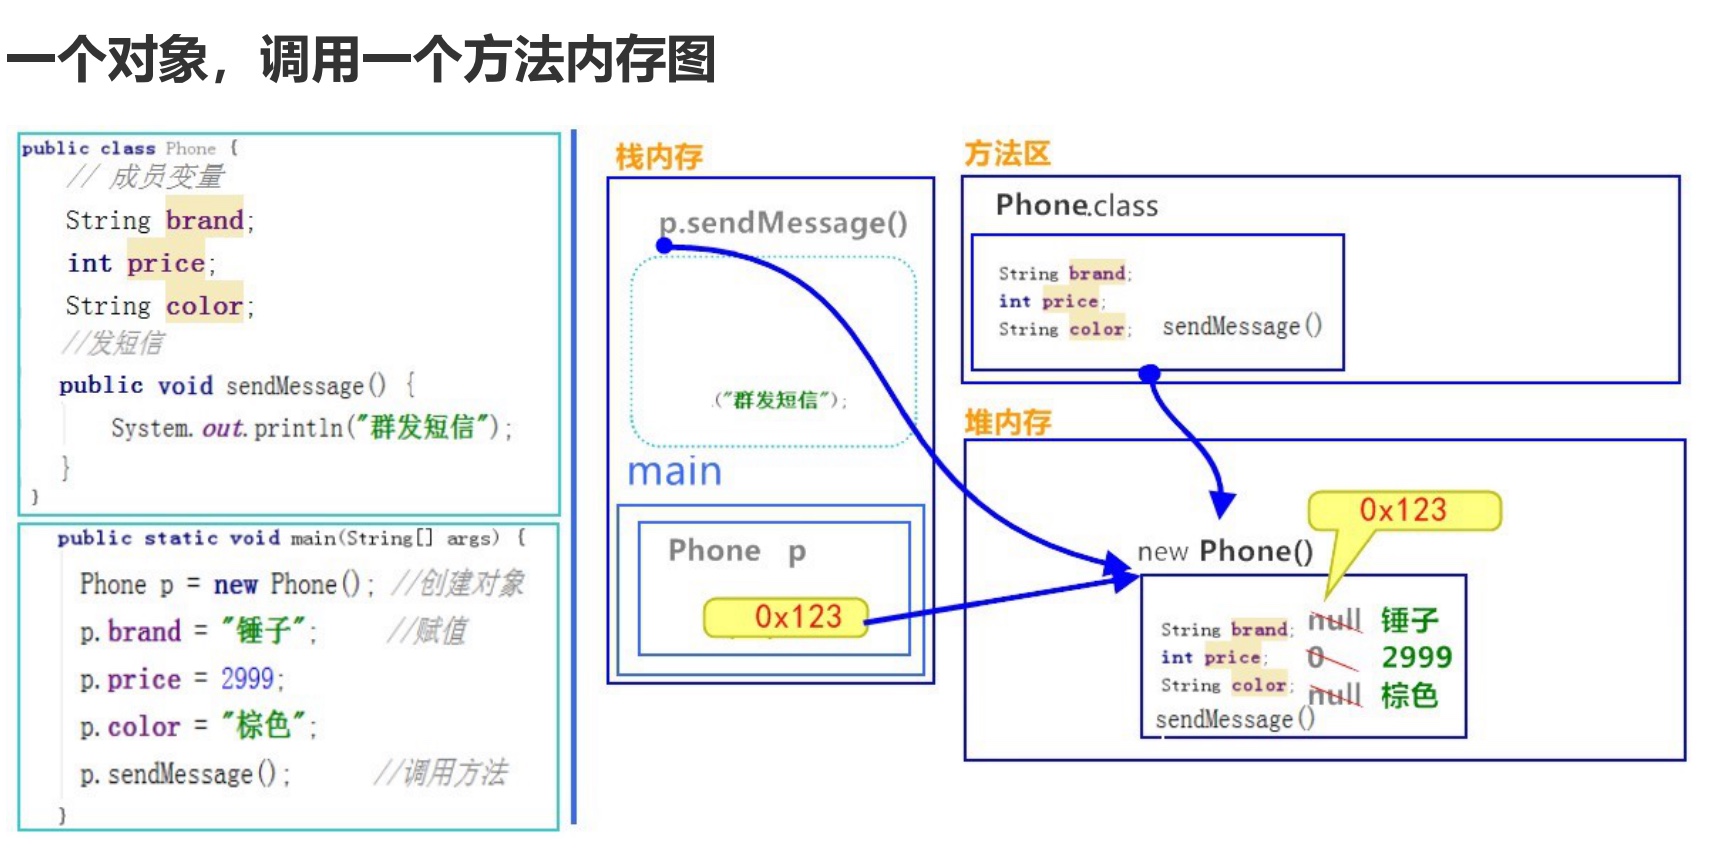 一个对象，调用一个方法内存图
public class Phone {
// 成员变量
String brand;
int price;
String color;
//发短信
public void sendMessage() {
System.out.println("群发短信");
}
}
public static void main(String[] args) {
Phone p = new Phone(); //创建对象
p.brand = "锤子"; //赋值
p.price = 2999;
p.color = "棕色";
p.sendMessage(); //调用方法
}
栈内存
p.sendMessage()
.("群发短信");
main
Phone p
0x123
方法区
Phone.class
String brand;
int price;
String color; sendMessage()
堆内存
0x123
new Phone()
String brand; null 锤子
int price; 0 2999
String color; null 棕色
sendMessage()